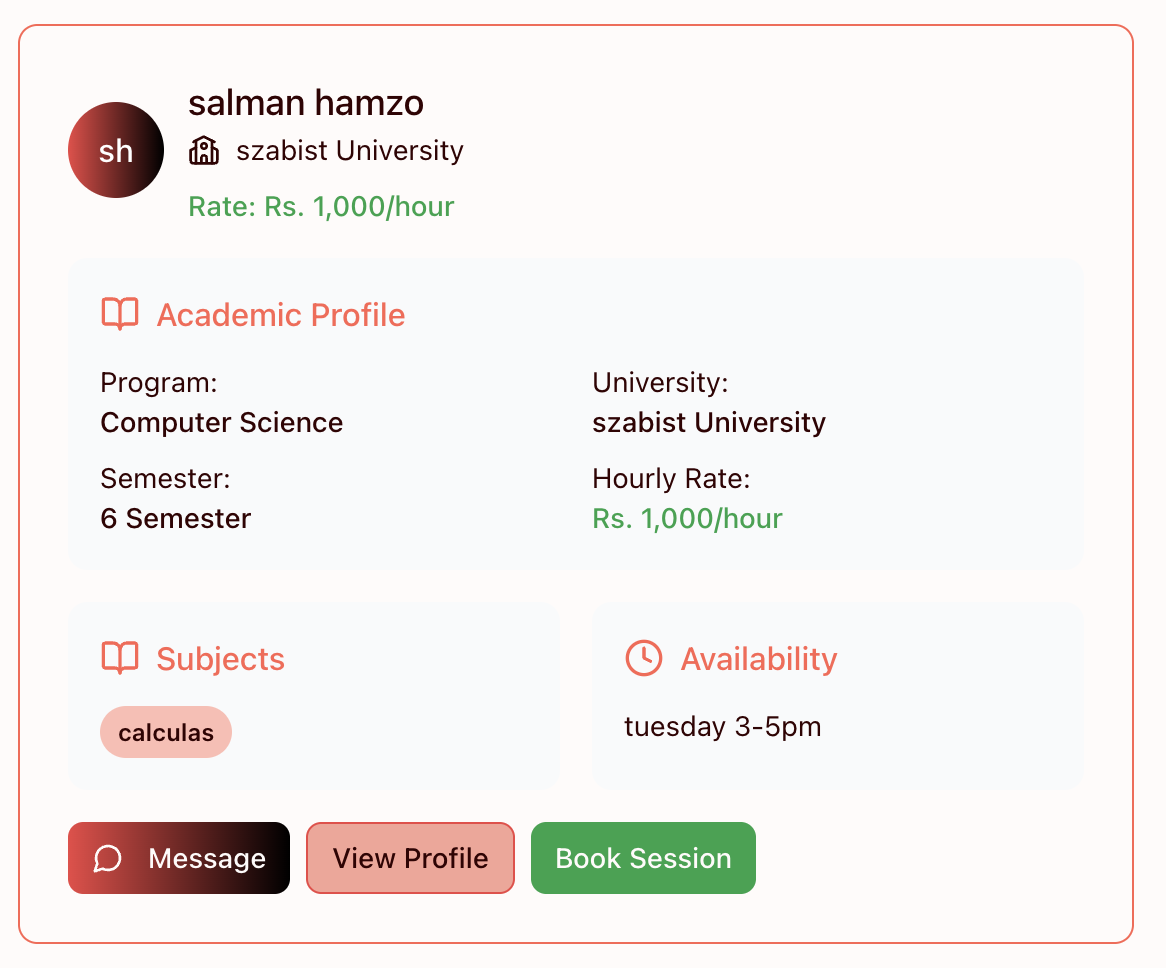 sh
salman hamzo
szabist University
Rate: Rs. 1,000/hour
Academic Profile
Program:
Computer Science
University:
szabist University
Semester:
6 Semester
Hourly Rate:
Rs. 1,000/hour
Subjects
calculas
Availability
tuesday 3-5pm
Message
View Profile
Book Session